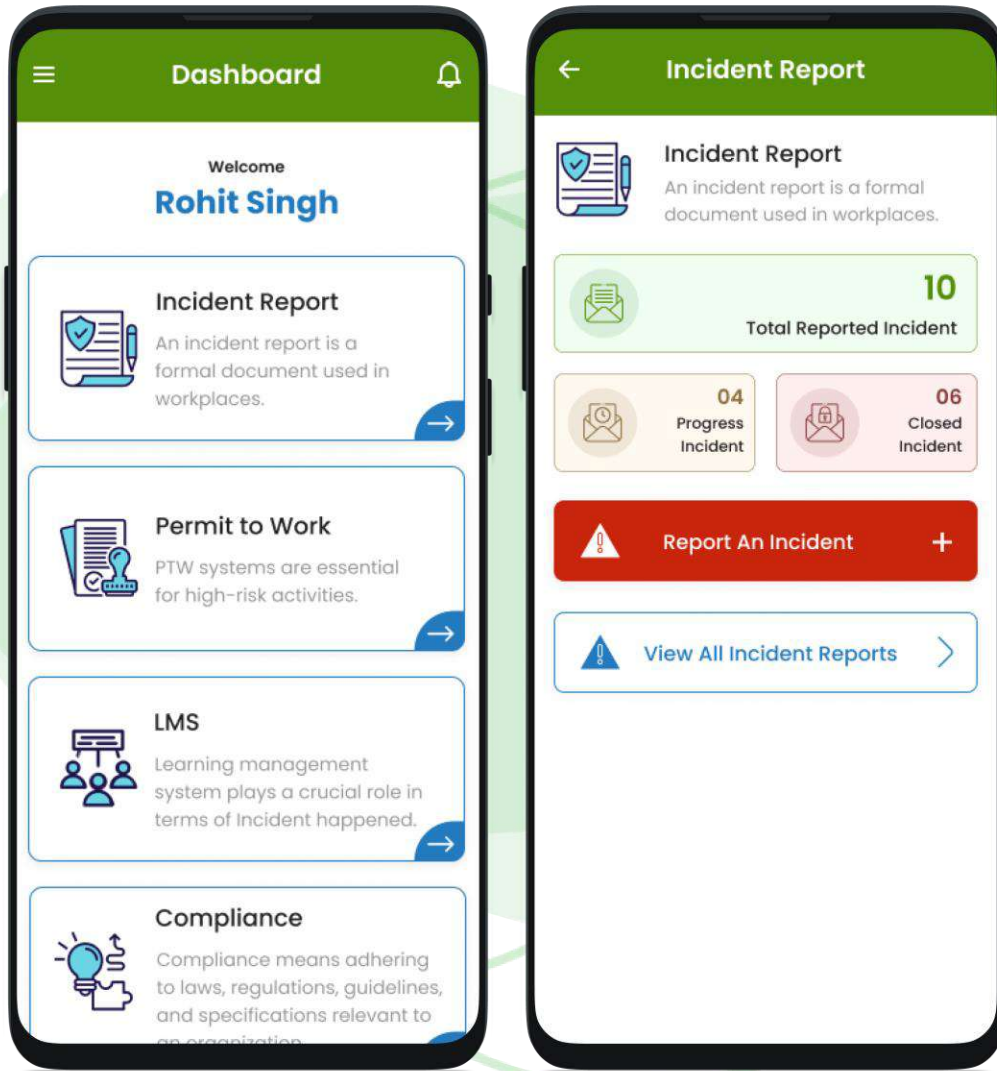 Dashboard
Welcome
Rohit Singh
Incident Report
An incident report is a
formal document used in
workplaces.
Permit to Work
PTW systems are essential
for high-risk activities.
LMS
Learning management
system plays a crucial role in
terms of Incident happened.
Compliance
Compliance means adhering
to laws, regulations, guidelines,
and specifications relevant to
an organization
Incident Report
Incident Report
An incident report is a formal
document used in workplaces.
10
Total Reported Incident
04
Progress
Incident
06
Closed
Incident
Report An Incident
View All Incident Reports